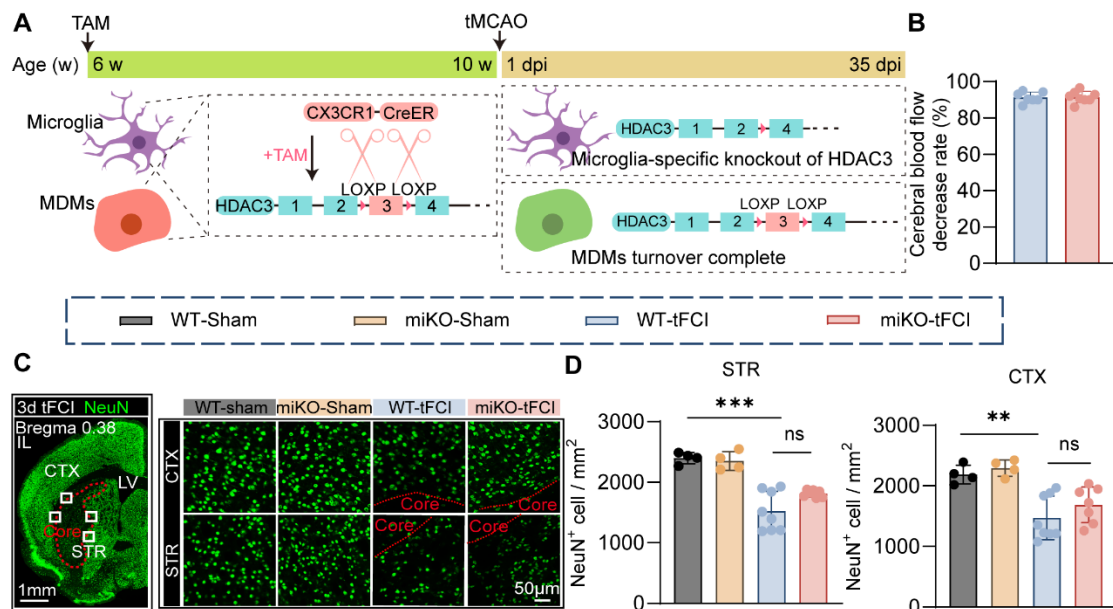 A
TAM
tMCAO
Age (w)
6 w
10 w
1 dpi
35 dpi
Microglia
MDMs
CX3CR1
CreER
+TAM
LOXP LOXP
HDAC3 1 2 3 4
HDAC3 1 2 4
Microglia-specific knockout of HDAC3
LOXP LOXP
HDAC3 1 2 3 4
MDMs turnover complete
B
Cerebral blood flow
decrease rate (%)
100
80
60
40
20
0
WT-Sham
miKO-Sham
WT-tFCI
miKO-tFCI
C
3d tFCI NeuN
Bregma 0.38
IL
CTX
LV
Core
STR
1mm
WT-sham
miKO-Sham
WT-tFCI
miKO-tFCI
CTX
STR
Core
Core
Core
Core
50μm
D
STR
NeuN+ cell / mm2
3000
2000
1000
0
***
ns
CTX
NeuN+ cell / mm2
3000
2000
1000
0
**
ns